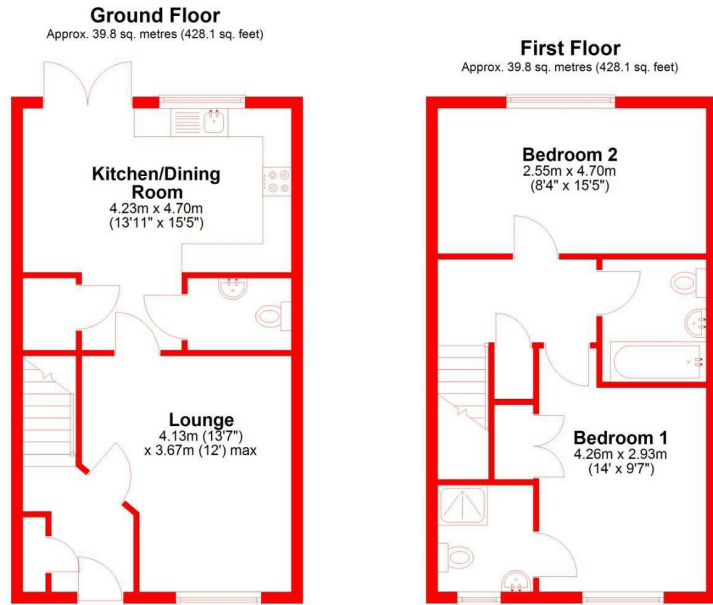 Ground Floor
Approx. 39.8 sq. metres (428.1 sq. feet)
Kitchen/Dining
Room
4.23m x 4.70m
(13'11" x 15'5")
Lounge
4.13m (13'7")
x 3.67m (12') max
First Floor
Approx. 39.8 sq. metres (428.1 sq. feet)
Bedroom 2
2.55m x 4.70m
(8'4" x 15'5")
Bedroom 1
4.26m x 2.93m
(14' x 9'7")